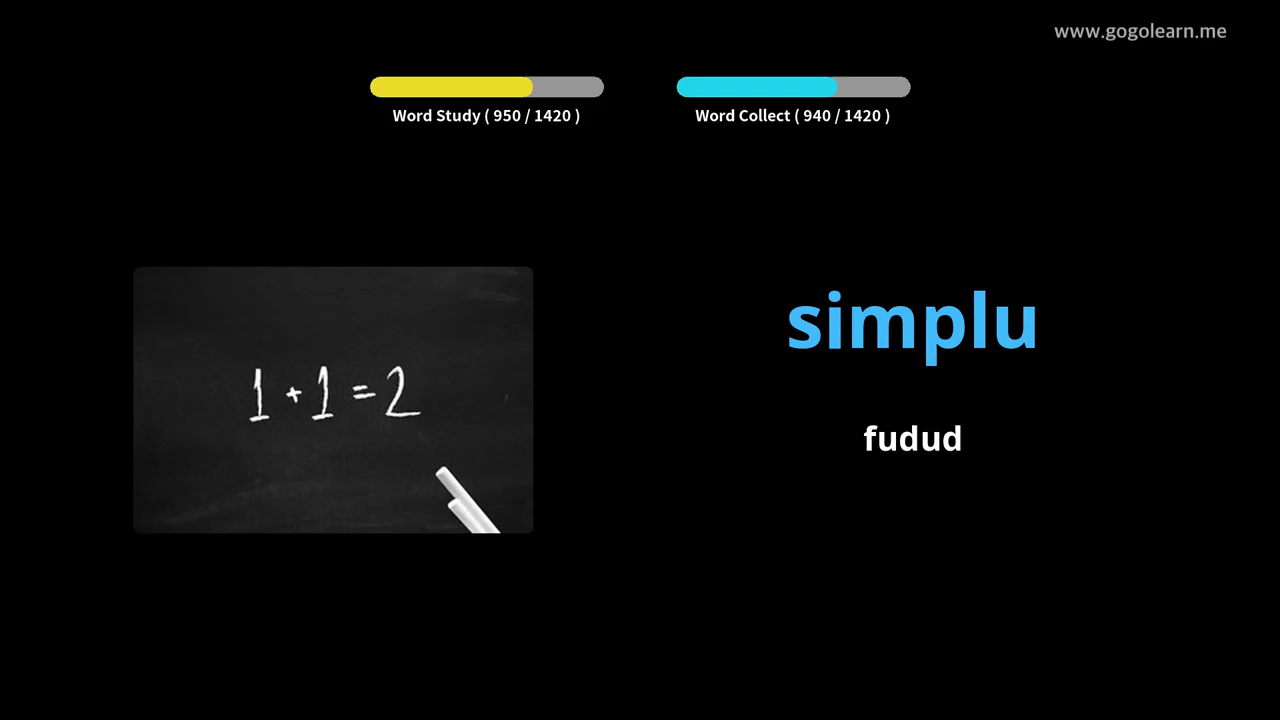 www.gogolearn.me
Word Study ( 950 / 1420 )
Word Collect ( 940 / 1420 )
1 + 1 = 2
simplu
fudud